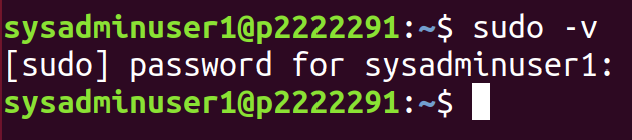 sysadminuser1@p2222291:~$ sudo -v
[sudo] password for sysadminuser1:
sysadminuser1@p2222291:~$